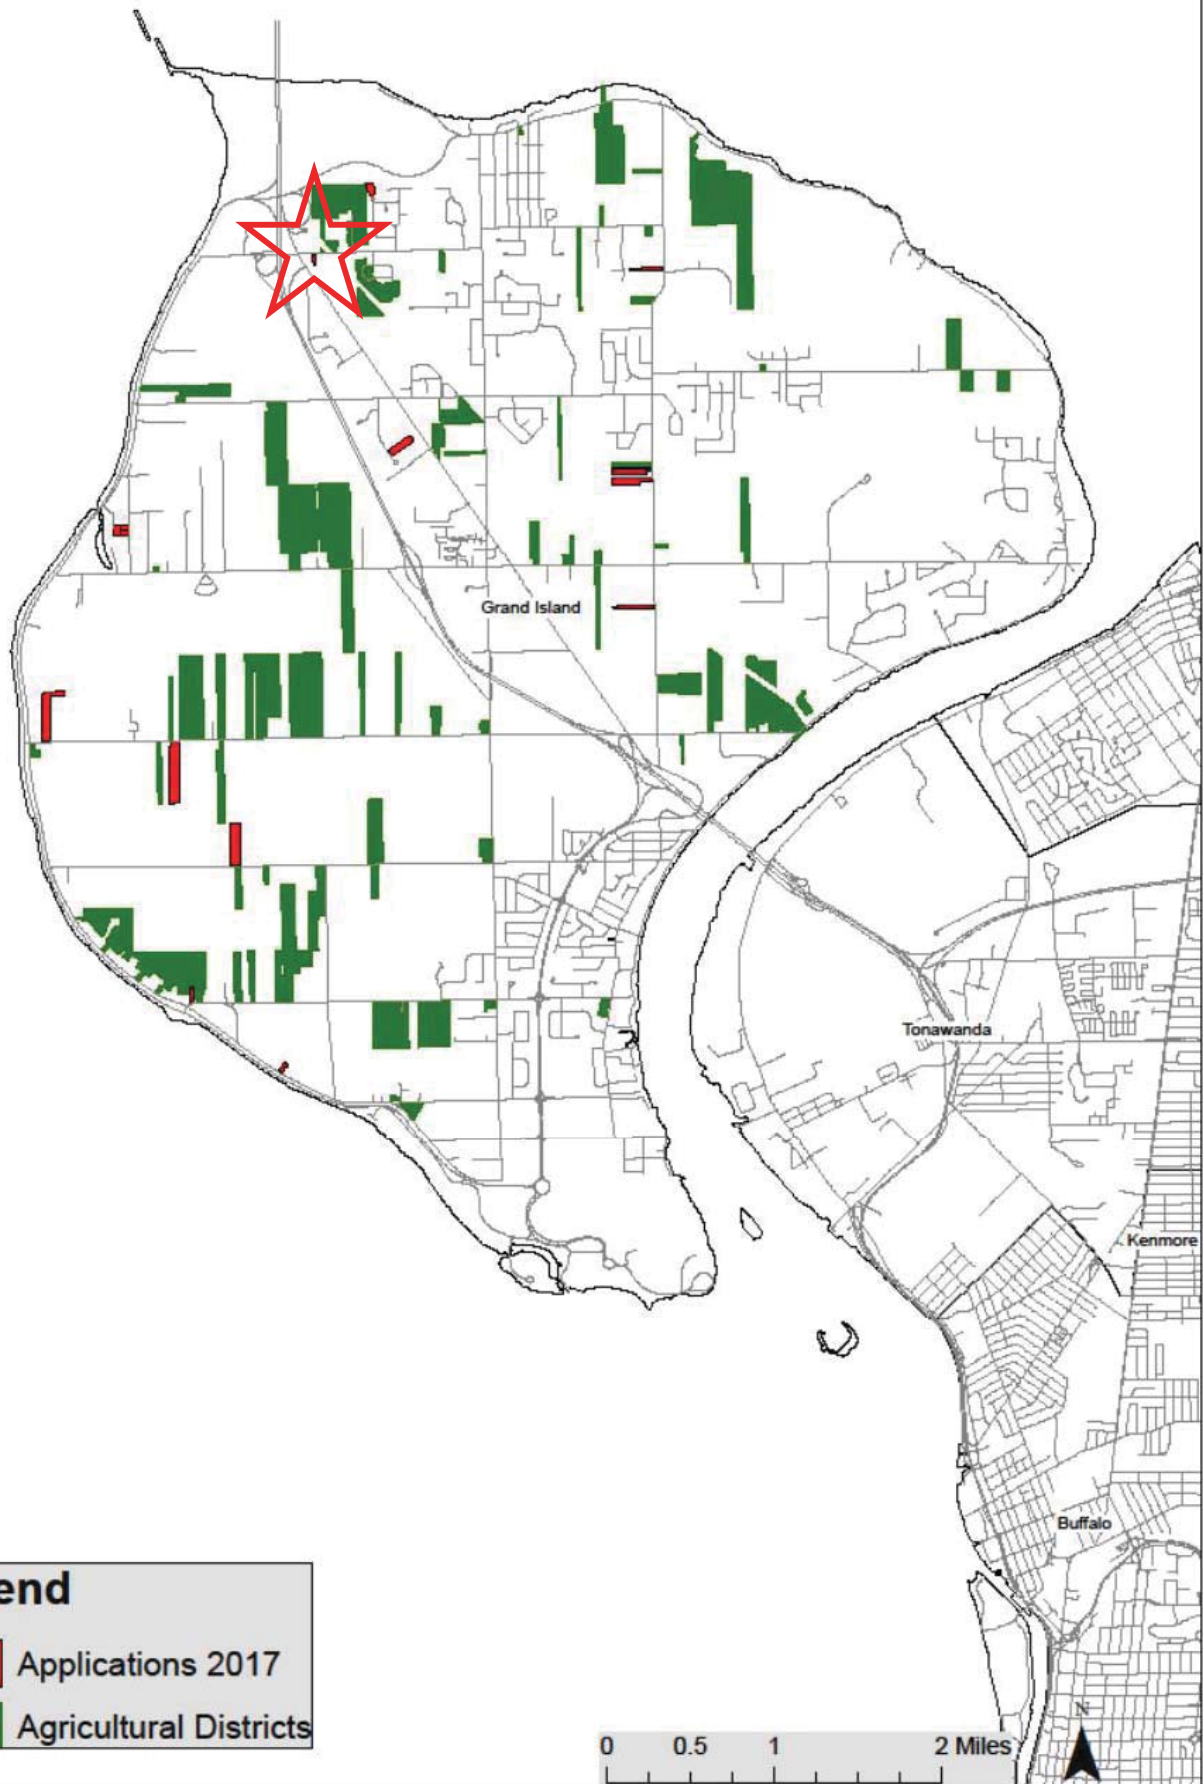 Grand Island
Tonawanda
Kenmore
Buffalo
end
Applications 2017
Agricultural Districts
0 0.5 1 2 Miles
N